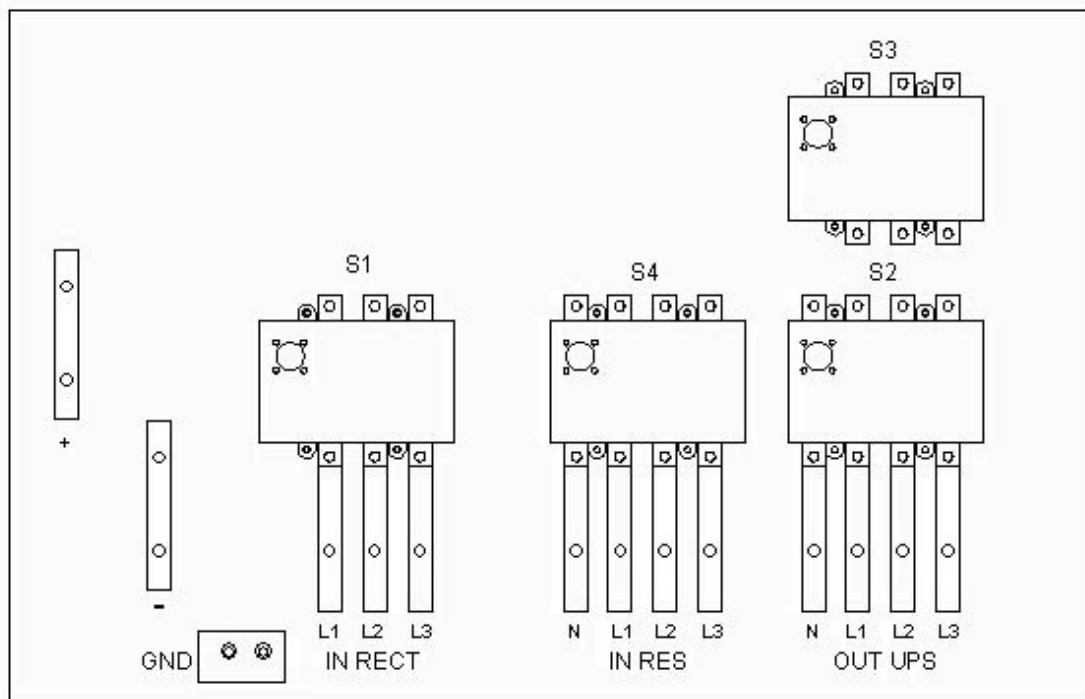 S3
S1 S4 S2
+
-
L1 L2 L3 N L1 L2 L3 N L1 L2 L3
GND IN RECT IN RES OUT UPS